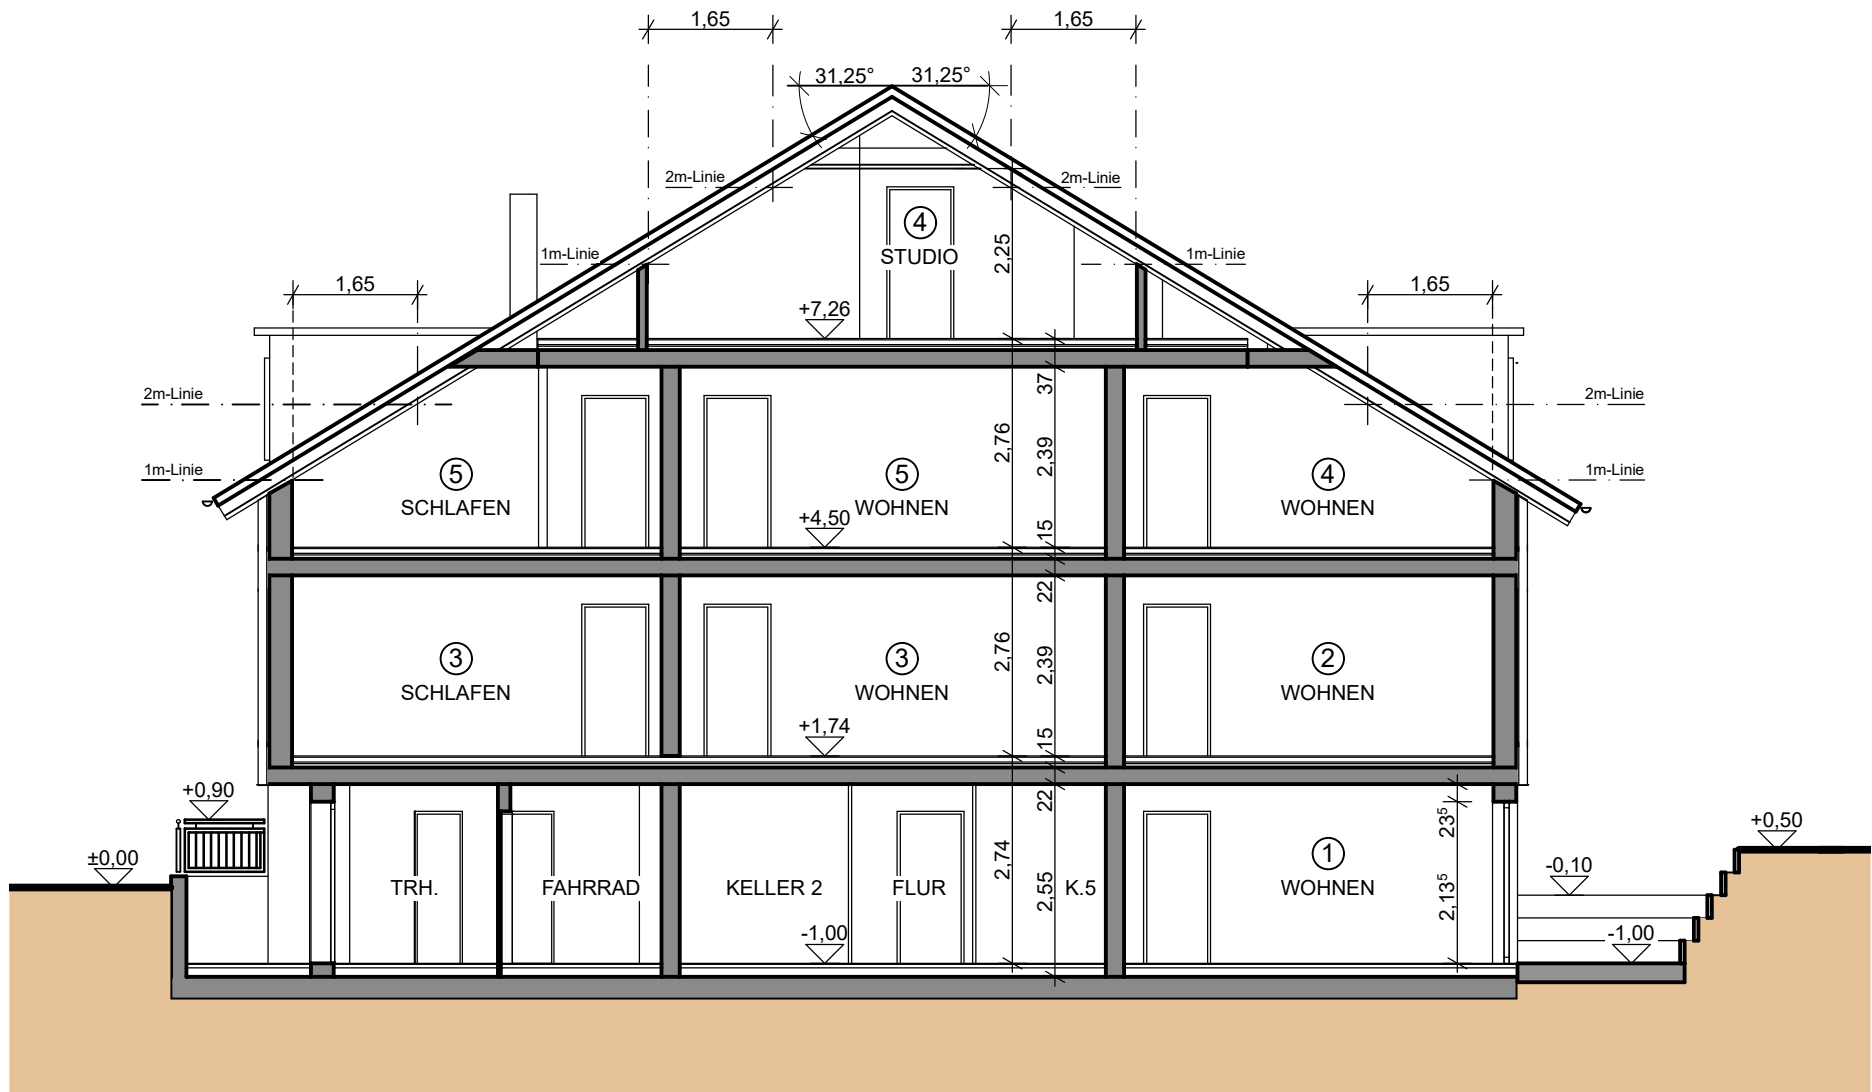 1,65 1,65
31,25° 31,25°
2m-Linie 2m-Linie
4
STUDIO
2,25
1m-Linie 1m-Linie
1,65 1,65
+7,26
37
2m-Linie 2m-Linie
2,76 2,39
1m-Linie 1m-Linie
5 5 4
SCHLAFEN WOHNEN WOHNEN
+4,50
15
22
3 3 2
SCHLAFEN WOHNEN WOHNEN
2,76 2,39
+1,74
15
22
+0,90
23⁵
+0,50
±0,00
1
-0,10
2,74 2,55 2,13⁵
TRH. FAHRRAD KELLER 2 FLUR K.5 WOHNEN
-1,00 -1,00